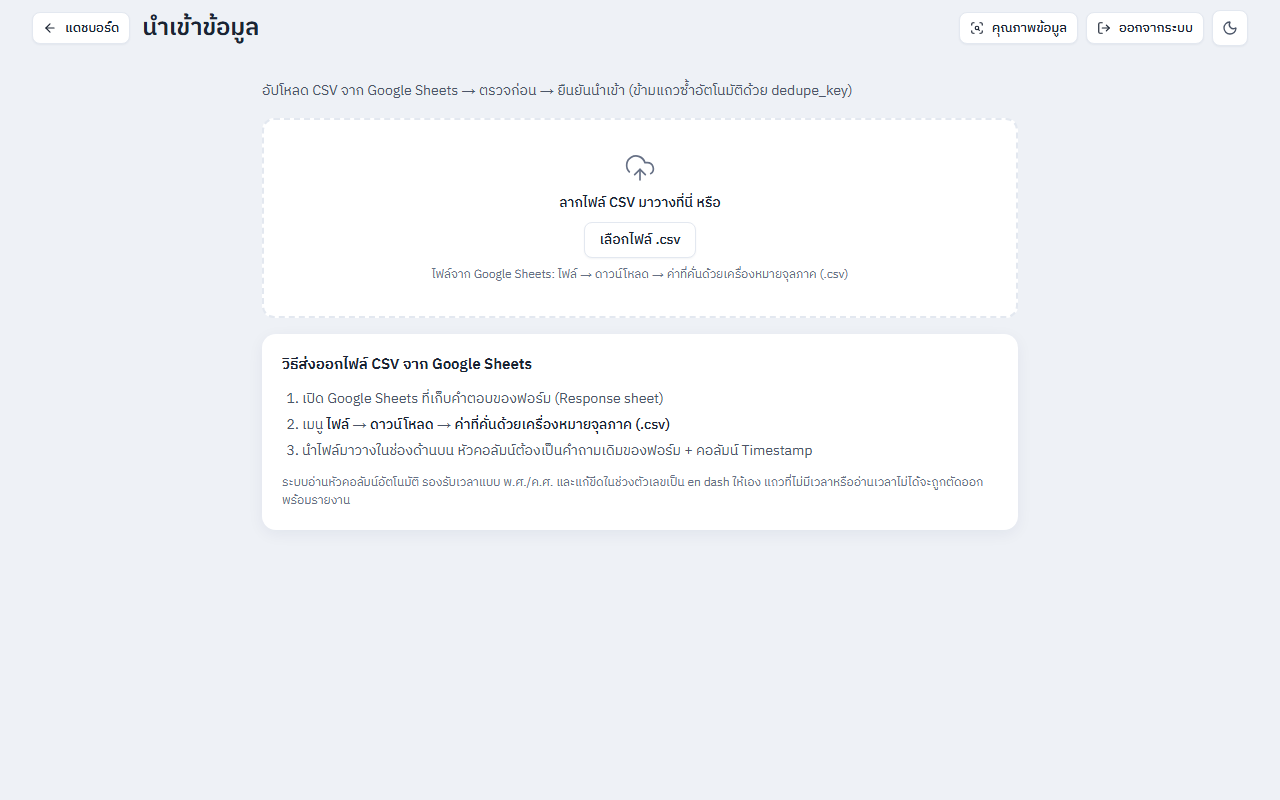 แดชบอร์ด
นำเข้าข้อมูล
คุณภาพข้อมูล
ออกจากระบบ
อัปโหลด CSV จาก Google Sheets → ตรวจก่อน → ยืนยันนำเข้า (ข้ามแถวซ้ำอัตโนมัติด้วย dedupe_key)
ลากไฟล์ CSV มาวางที่นี่ หรือ
เลือกไฟล์ .csv
ไฟล์จาก Google Sheets: ไฟล์ → ดาวน์โหลด → ค่าที่คั่นด้วยเครื่องหมายจุลภาค (.csv)
วิธีส่งออกไฟล์ CSV จาก Google Sheets
1. เปิด Google Sheets ที่เก็บคำตอบของฟอร์ม (Response sheet)
2. เมนู ไฟล์ → ดาวน์โหลด → ค่าที่คั่นด้วยเครื่องหมายจุลภาค (.csv)
3. นำไฟล์มาวางในช่องด้านบน หัวคอลัมน์ต้องเป็นคำถามเดิมของฟอร์ม + คอลัมน์ Timestamp
ระบบอ่านหัวคอลัมน์อัตโนมัติ รองรับเวลาแบบ พ.ศ./ค.ศ. และแก้ขีดในช่วงตัวเลขเป็น en dash ให้เอง แถวที่ไม่มีเวลาหรืออ่านเวลาไม่ได้จะถูกตัดออก
พร้อมรายงาน